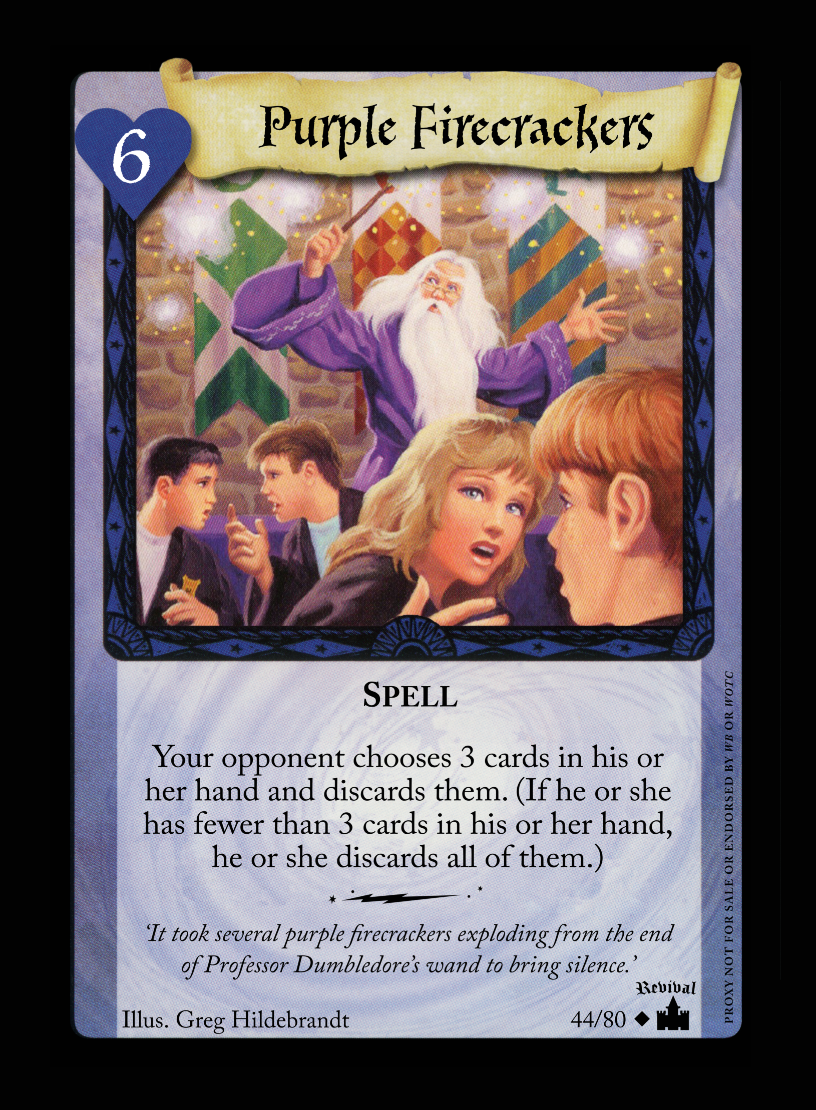 6
Purple Firecrackers
SPELL
Your opponent chooses 3 cards in his or
her hand and discards them. (If he or she
has fewer than 3 cards in his or her hand,
he or she discards all of them.)
‘It took several purple firecrackers exploding from the end
of Professor Dumbledore’s wand to bring silence.’
Revival
Illus. Greg Hildebrandt
44/80
PROXY NOT FOR SALE OR ENDORSED BY WB OR WOTC